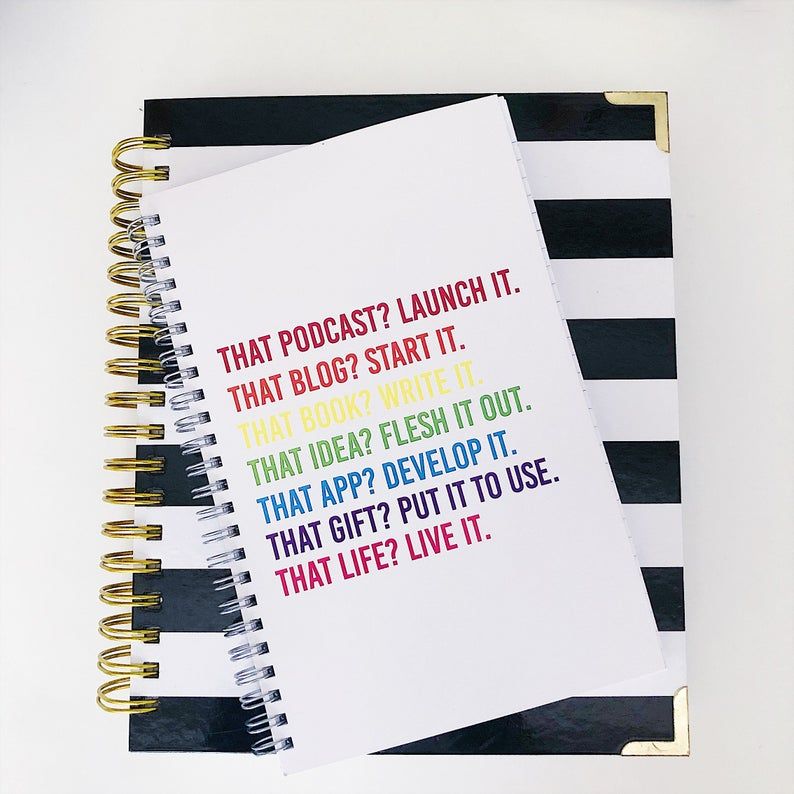 THAT PODCAST? LAUNCH IT.
THAT BLOG? START IT.
THAT BOOK? WRITE IT.
THAT IDEA? FLESH IT OUT.
THAT APP? DEVELOP IT.
THAT GIFT? PUT IT TO USE.
THAT LIFE? LIVE IT.